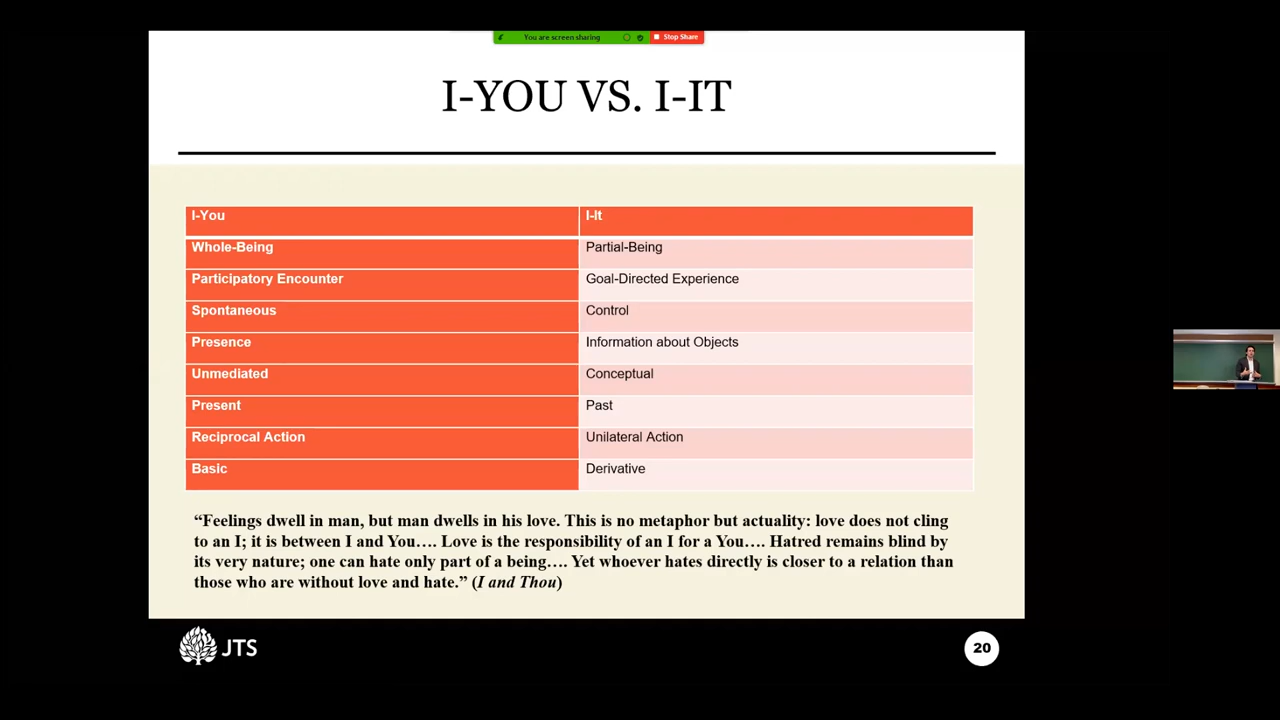 You are screen sharing
Stop Share
I-YOU VS. I-IT
I-You I-It
Whole-Being Partial-Being
Participatory Encounter Goal-Directed Experience
Spontaneous Control
Presence Information about Objects
Unmediated Conceptual
Present Past
Reciprocal Action Unilateral Action
Basic Derivative
“Feelings dwell in man, but man dwells in his love. This is no metaphor but actuality: love does not cling
to an I; it is between I and You…. Love is the responsibility of an I for a You…. Hatred remains blind by
its very nature; one can hate only part of a being…. Yet whoever hates directly is closer to a relation than
those who are without love and hate.” (I and Thou)
JTS
20